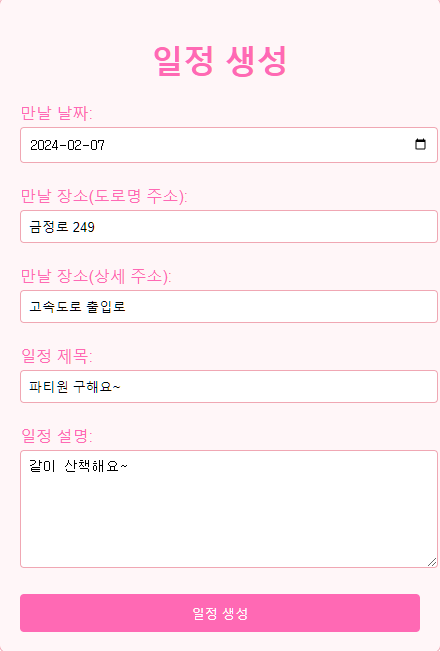 일정 생성
만날 날짜:
2024-02-07
만날 장소(도로명 주소):
금정로 249
만날 장소(상세 주소):
고속도로 출입로
일정 제목:
파티원 구해요~
일정 설명:
같이 산책해요~
일정 생성